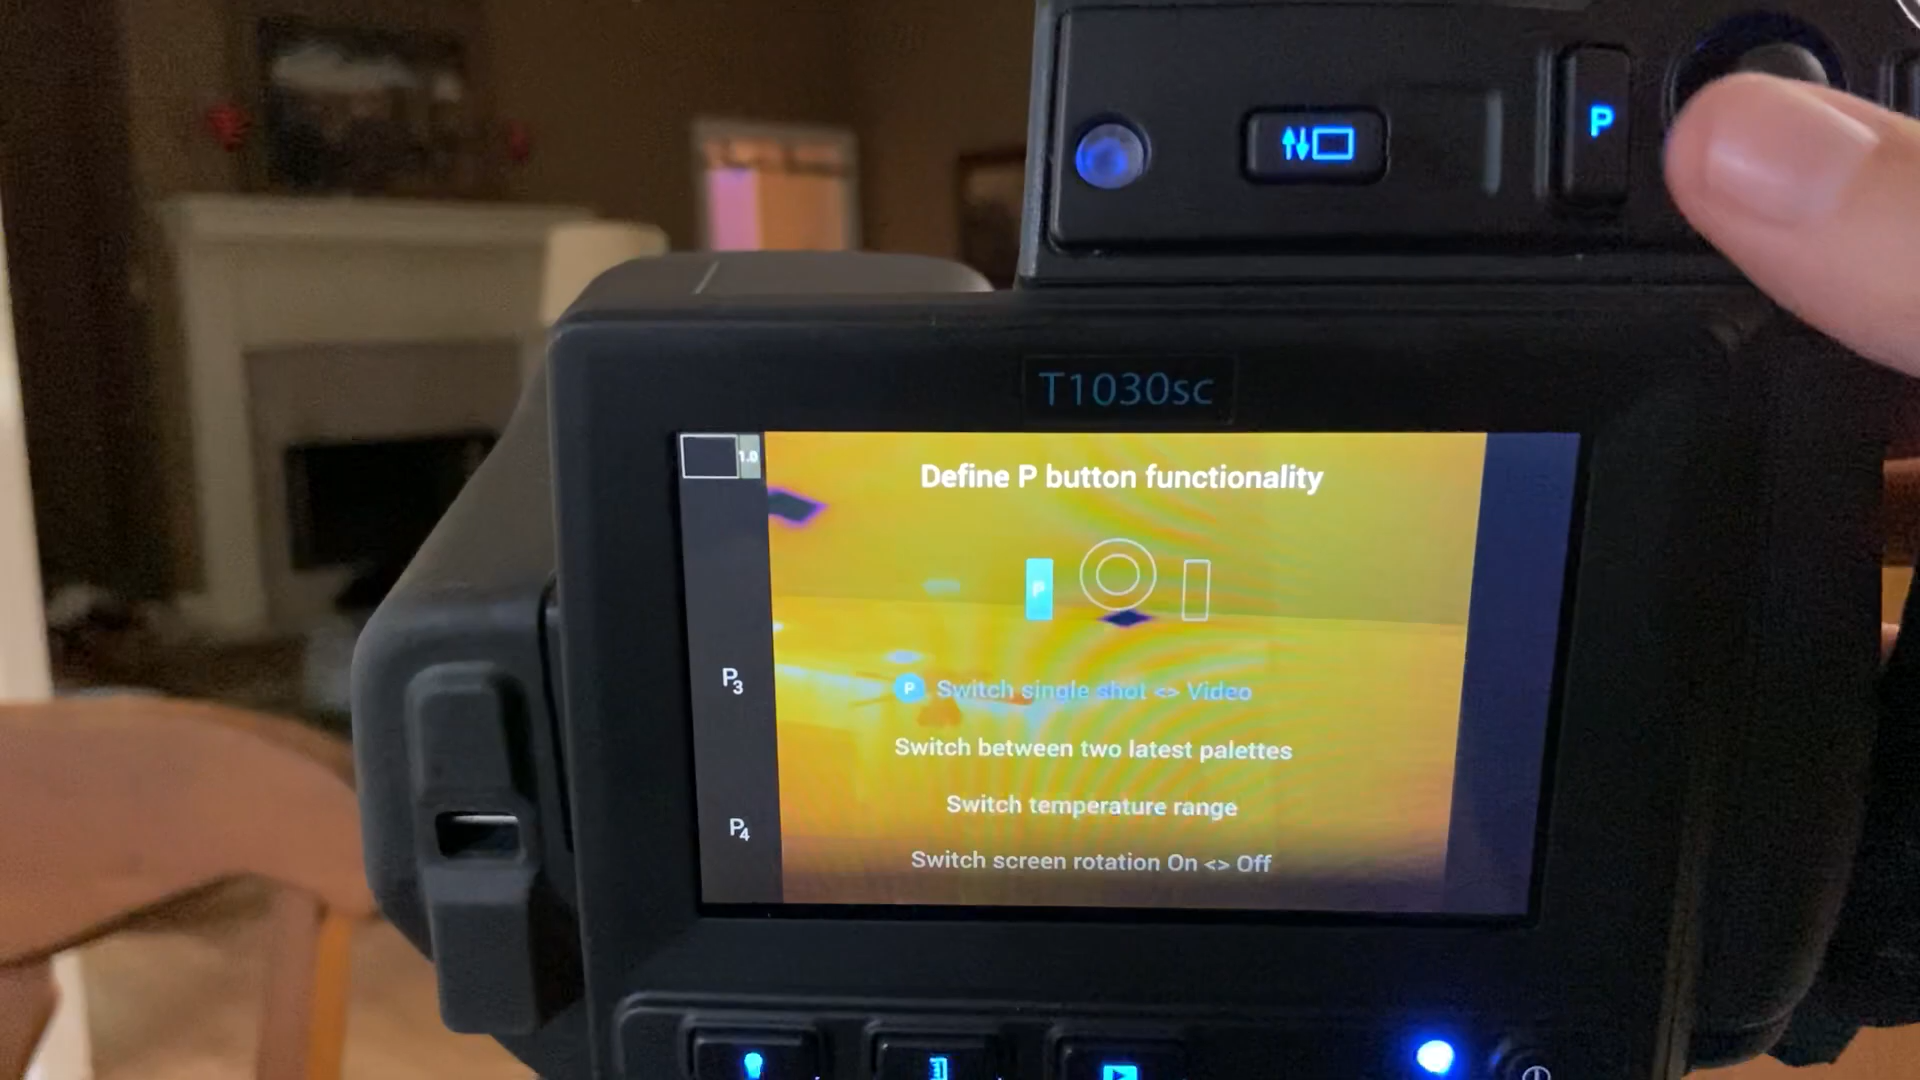 P
T1030sc
1.0
Define P button functionality
P
P3
P Switch single shot <> Video
Switch between two latest palettes
Switch temperature range
P4
Switch screen rotation On <> Off